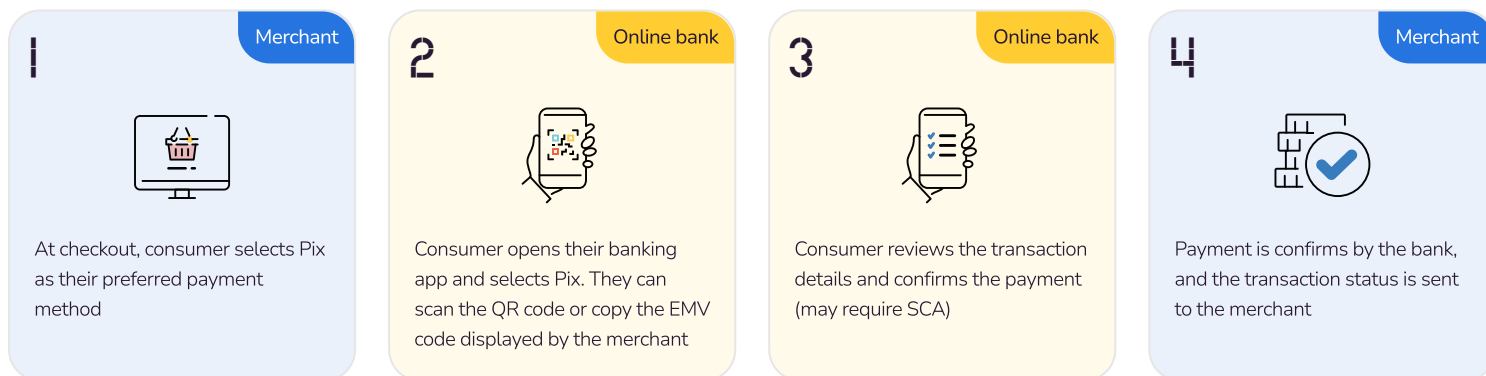 1
Merchant
At checkout, consumer selects Pix
as their preferred payment
method
2
Online bank
Consumer opens their banking
app and selects Pix. They can
scan the QR code or copy the EMV
code displayed by the merchant
3
Online bank
Consumer reviews the transaction
details and confirms the payment
(may require SCA)
4
Merchant
Payment is confirms by the bank,
and the transaction status is sent
to the merchant